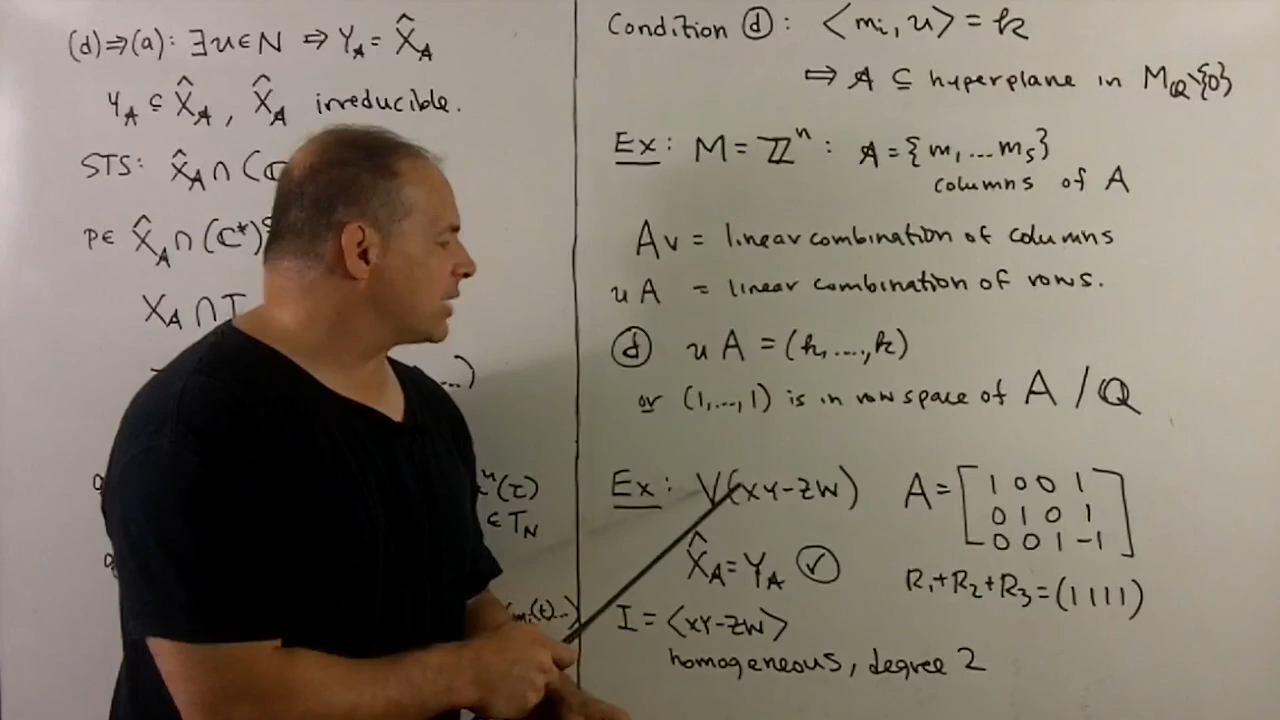 (d)⇒(a): ∃u∈N ⇒ Y_𝒜 = X̂_𝒜
Y_𝒜 ⊆ X̂_𝒜, X̂_𝒜 irreducible.
STS: X̂_𝒜 ∩ (ℂ
p∈ X̂_𝒜 ∩ (ℂ*)^s
X_𝒜 ∩ T
...)
^u(τ)
∈ T_N
m_i(t)...)
Condition ⓓ: ⟨m_i, u⟩ = k
⇔ 𝒜 ⊆ hyperplane in M_ℚ\{0}
Ex: M = ℤ^n : 𝒜 = {m_1 ... m_s}
columns of A
Av = linear combination of columns
uA = linear combination of rows.
ⓓ uA = (k, ..., k)
or (1, ..., 1) is in row space of A / ℚ
Ex: V(XY-ZW) A = [1 0 0 1
0 1 0 1
0 0 1 -1]
X̂_𝒜 = Y_𝒜 ✓
R_1+R_2+R_3 = (1 1 1 1)
I = ⟨XY-ZW⟩
homogeneous, degree 2